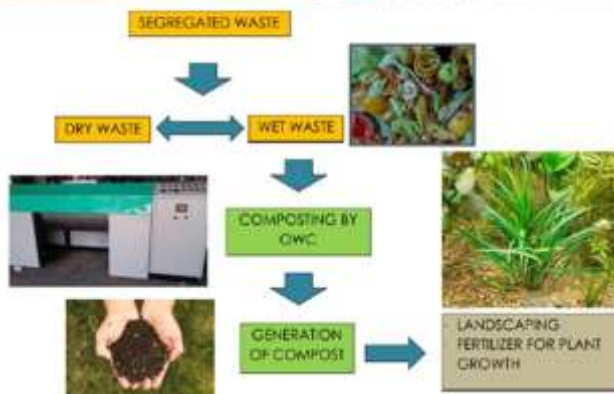 SEGREGATED WASTE
DRY WASTE
WET WASTE
COMPOSTING BY
OWC
GENERATION
OF COMPOST
LANDSCAPING
FERTILIZER FOR PLANT
GROWTH